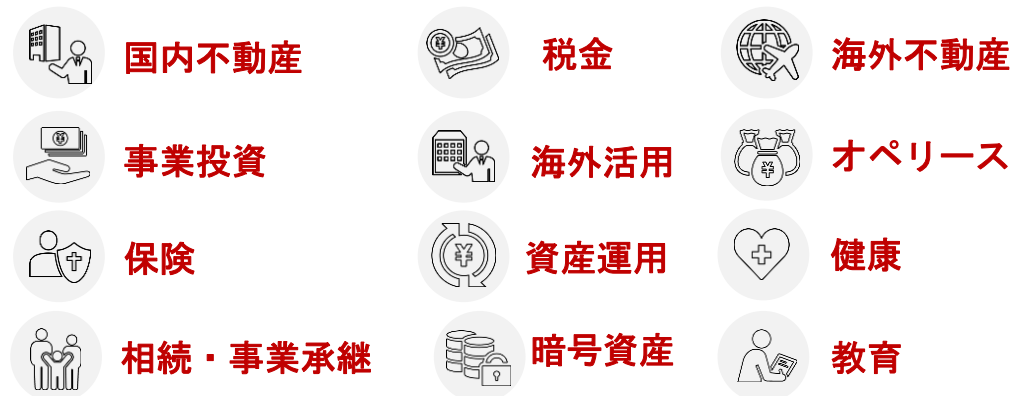 国内不動産
税金
海外不動産
事業投資
海外活用
オペリース
保険
資産運用
健康
相続・事業承継
暗号資産
教育